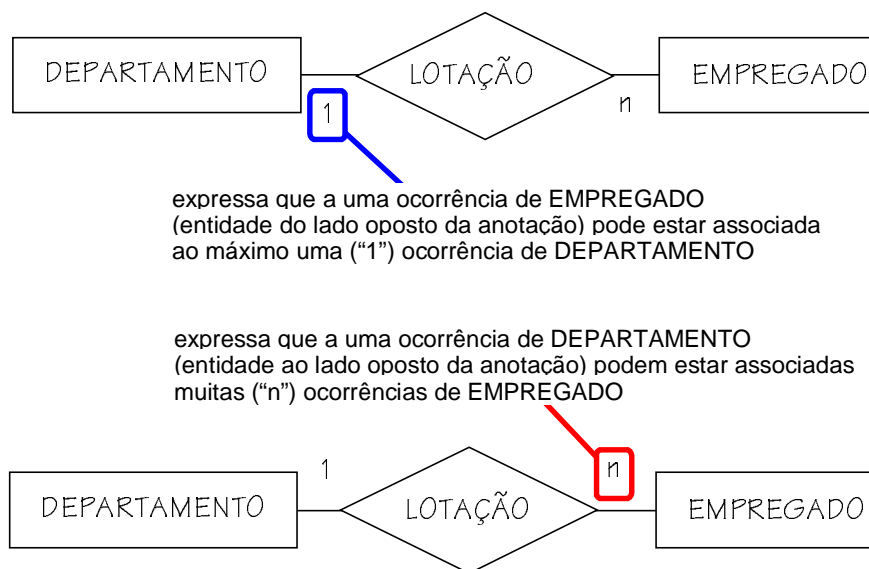 DEPARTAMENTO LOTAÇÃO EMPREGADO
1 n
expressa que a uma ocorrência de EMPREGADO
(entidade do lado oposto da anotação) pode estar associada
ao máximo uma (“1”) ocorrência de DEPARTAMENTO
expressa que a uma ocorrência de DEPARTAMENTO
(entidade ao lado oposto da anotação) podem estar associadas
muitas (“n”) ocorrências de EMPREGADO
1 n
DEPARTAMENTO LOTAÇÃO EMPREGADO